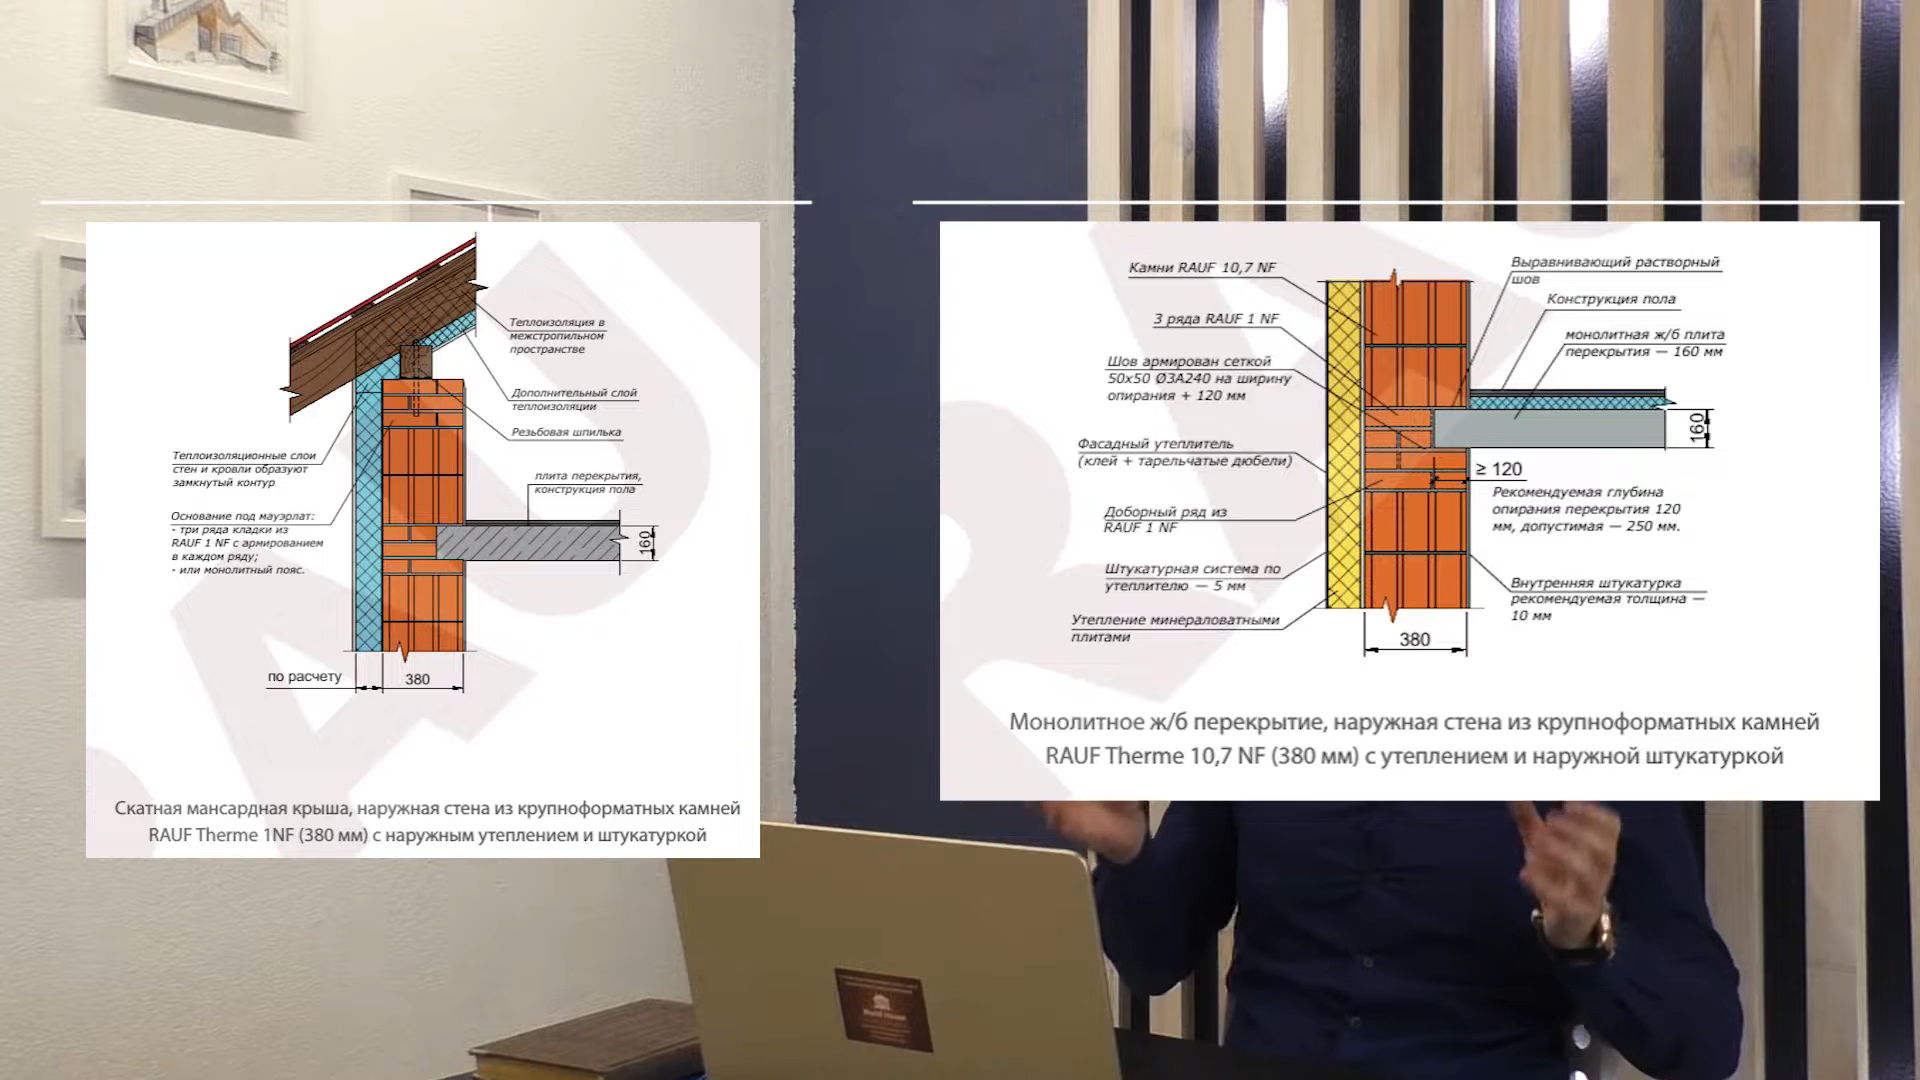 Теплоизоляция в
межстропильном
пространстве
Дополнительный слой
теплоизоляции
Резьбовая шпилька
Теплоизоляционные слои
стен и кровли образуют
замкнутый контур
плита перекрытия,
конструкция пола
Основание под мауэрлат:
- три ряда кладки из
RAUF 1 NF с армированием
в каждом ряду;
- или монолитный пояс.
160
по расчету
380
Скатная мансардная крыша, наружная стена из крупноформатных камней
RAUF Therme 1NF (380 мм) с наружным утеплением и штукатуркой
Камни RAUF 10,7 NF
3 ряда RAUF 1 NF
Шов армирован сеткой
50x50 Ø3А240 на ширину
опирания + 120 мм
Фасадный утеплитель
(клей + тарельчатые дюбели)
Доборный ряд из
RAUF 1 NF
Штукатурная система по
утеплителю — 5 мм
Утепление минераловатными
плитами
Выравнивающий растворный
шов
Конструкция пола
монолитная ж/б плита
перекрытия — 160 мм
160
≥ 120
Рекомендуемая глубина
опирания перекрытия 120
мм, допустимая — 250 мм.
Внутренняя штукатурка
рекомендуемая толщина —
10 мм
380
Монолитное ж/б перекрытие, наружная стена из крупноформатных камней
RAUF Therme 10,7 NF (380 мм) с утеплением и наружной штукатуркой
RAUF